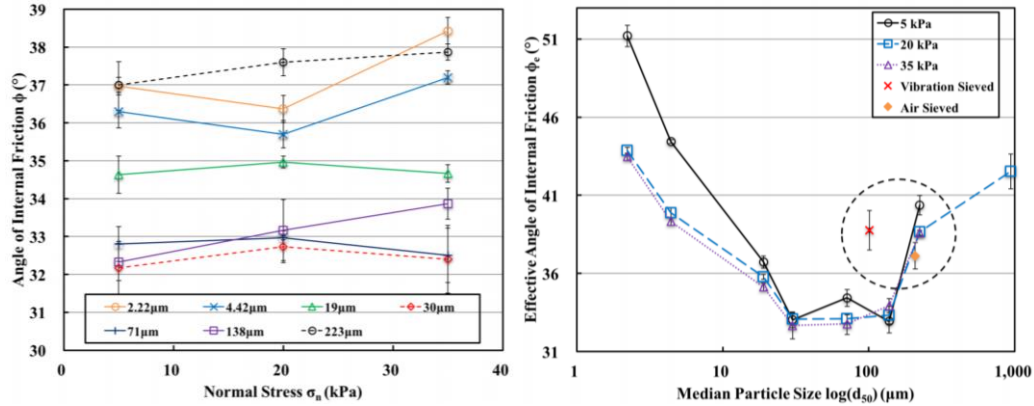 39
38
37
36
35
34
33
32
31
30
Angle of Internal Friction ϕ (°)
2.22µm 4.42µm 19µm 30µm
71µm 138µm 223µm
0 10 20 30 40
Normal Stress σn (kPa)
51
46
41
36
31
Effective Angle of Internal Friction ϕe (°)
5 kPa
20 kPa
35 kPa
Vibration Sieved
Air Sieved
1 10 100 1,000
Median Particle Size log(d50) (µm)